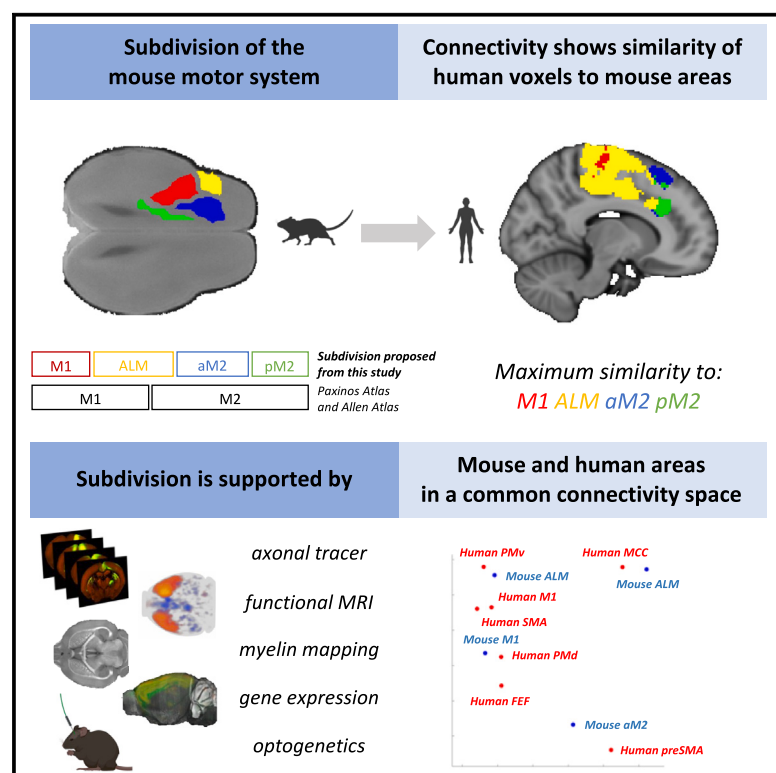 Subdivision of the
mouse motor system
Connectivity shows similarity of
human voxels to mouse areas
M1 ALM aM2 pM2
Subdivision proposed
from this study
M1 M2
Paxinos Atlas
and Allen Atlas
Maximum similarity to:
M1 ALM aM2 pM2
Subdivision is supported by
axonal tracer
functional MRI
myelin mapping
gene expression
optogenetics
Mouse and human areas
in a common connectivity space
Human PMv
Human MCC
Mouse ALM
Mouse ALM
Human M1
Human SMA
Mouse M1
Human PMd
Human FEF
Mouse aM2
Human preSMA